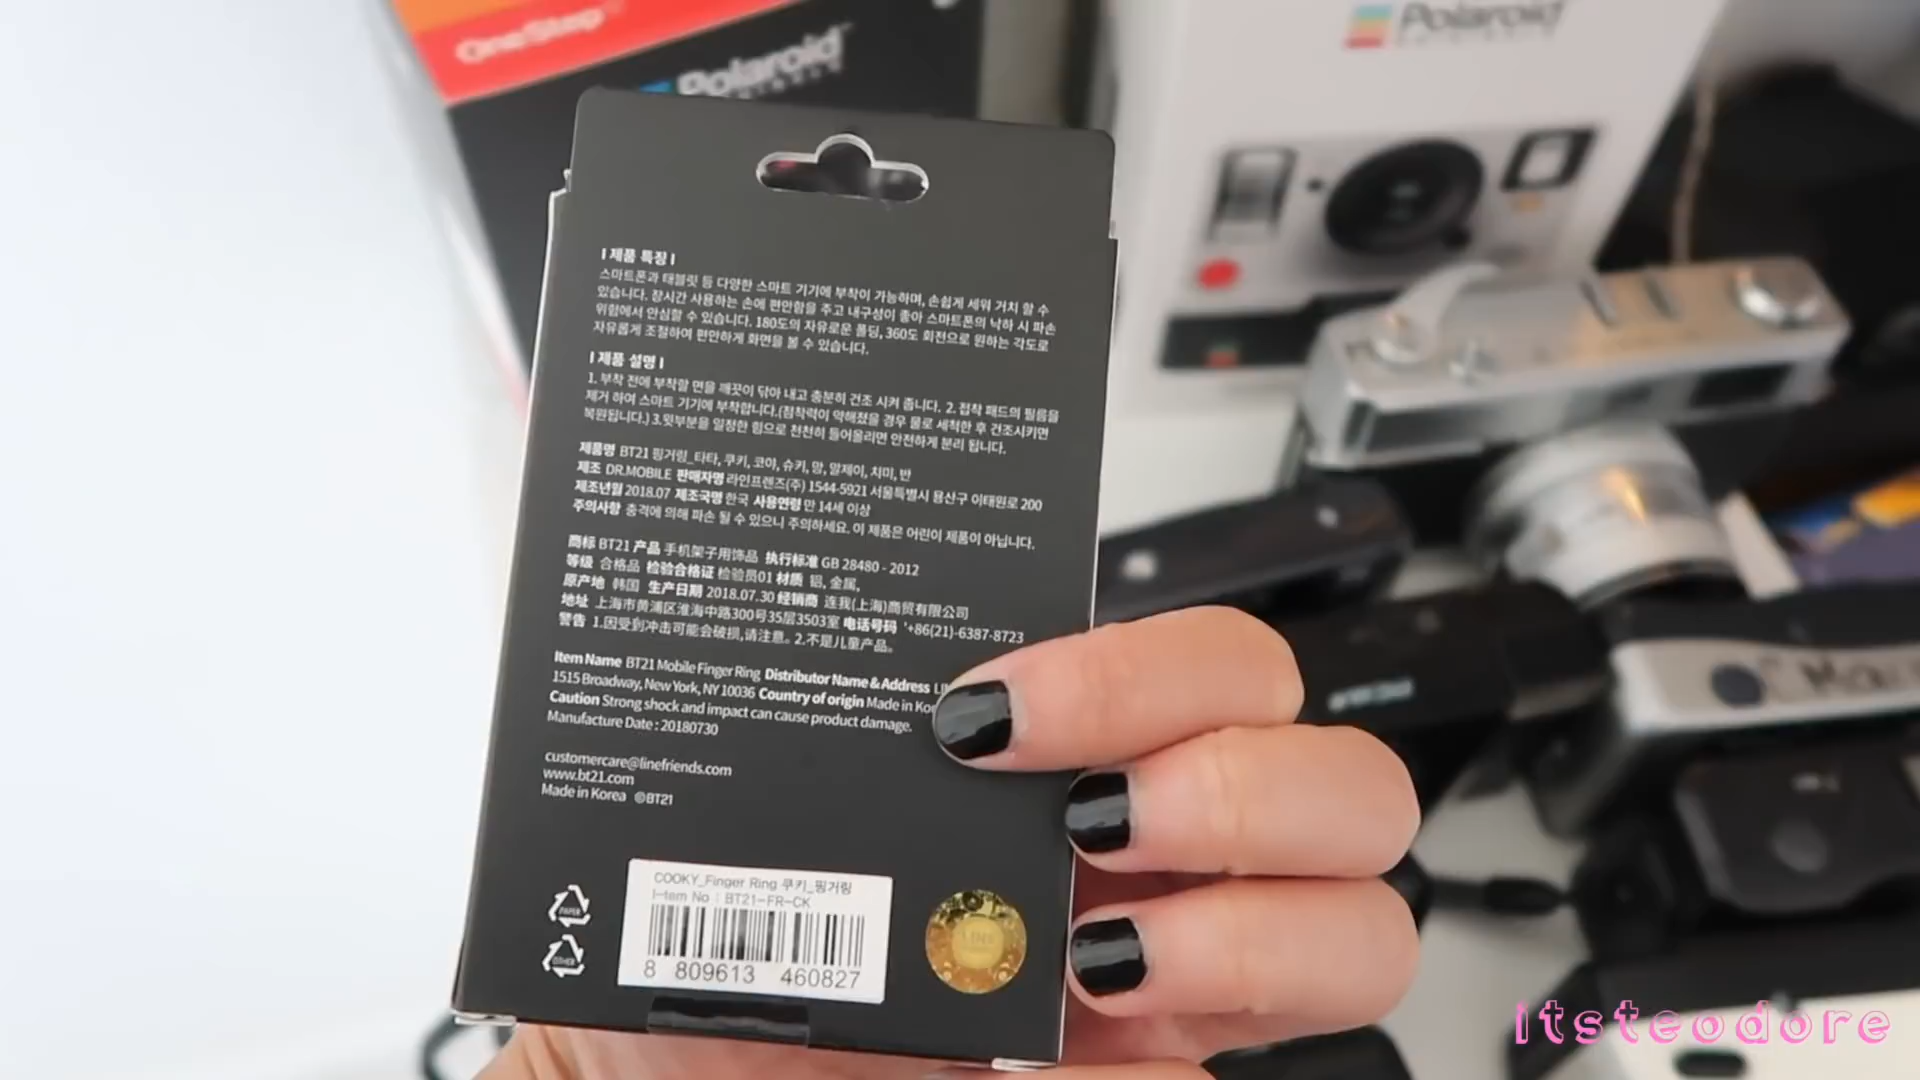 OneStep
Polaroid
Polaroid
I 제품 특징 I
스마트폰과 태블릿 등 다양한 스마트 기기에 부착이 가능하며, 손쉽게 세워 거치 할 수
있습니다. 장시간 사용하는 손에 편안함을 주고 내구성이 좋아 스마트폰의 낙하 시 파손
위험에서 안심할 수 있습니다. 180도의 자유로운 폴딩, 360도 회전으로 원하는 각도로
자유롭게 조절하여 편안하게 화면을 볼 수 있습니다.
I 제품 설명 I
1. 부착 전에 부착할 면을 깨끗이 닦아 내고 충분히 건조 시켜 줍니다. 2. 접착 패드의 필름을
제거 하여 스마트 기기에 부착합니다.(점착력이 약해졌을 경우 물로 세척한 후 건조시키면
복원됩니다.) 3.윗부분을 일정한 힘으로 천천히 들어올리면 안전하게 분리 됩니다.
제품명 BT21 핑거링_타타, 쿠키, 코야, 슈키, 망, 알제이, 치미, 반
제조 DR.MOBILE 판매자명 라인프렌즈(주) 1544-5921 서울특별시 용산구 이태원로 200
제조년월 2018.07 제조국명 한국 사용연령 만 14세 이상
주의사항 충격에 의해 파손 될 수 있으니 주의하세요. 이 제품은 어린이 제품이 아닙니다.
商标 BT21 产品 手机架子用饰品 执行标准 GB 28480 - 2012
等级 合格品 检验合格证 检验员01 材质 铝, 金属,
原产地 韩国 生产日期 2018.07.30 经销商 连我(上海)商贸有限公司
地址 上海市黄浦区淮海中路300号35层3503室 电话号码 '+86(21)-6387-8723
警告 1.因受到冲击可能会破损,请注意。2.不是儿童产品。
Item Name BT21 Mobile Finger Ring Distributor Name & Address
1515 Broadway, New York, NY 10036 Country of origin Made in
Caution Strong shock and impact can cause product damage.
Manufacture Date : 20180730
customercare@linefriends.com
www.bt21.com
Made in Korea ©BT21
COOKY_Finger Ring 쿠키_핑거링
I-tem No : BT21-FR-CK
8 809613 460827
PAPER
OTHER
LINE
itsteodore